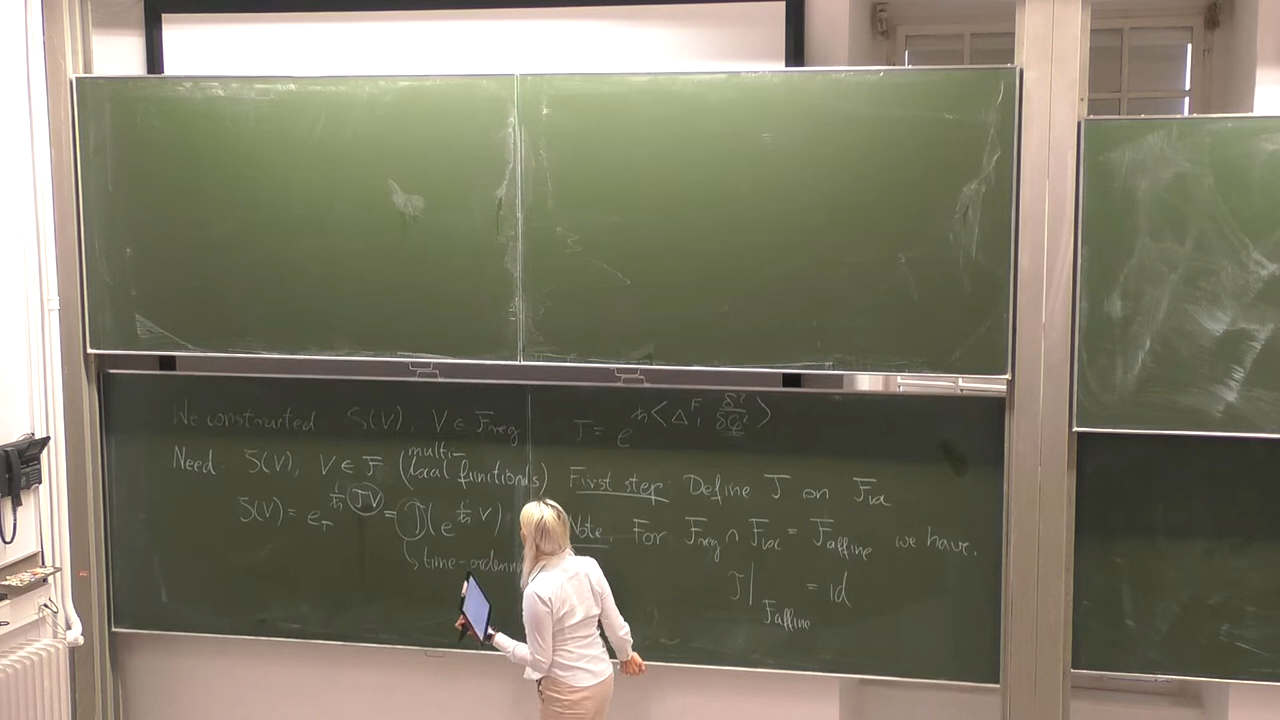 We constructed S(V), V ∈ F_reg
Need S(V), V ∈ F (multi-local functionals)
S(V) = e_T^{i/ħ TV} = T(e^{i/ħ V})
↳ time-ordering
T = e^{ħ<Δ^F, δ²/δφ²>}
First step: Define T on F_loc
Note. For F_reg ∩ F_loc = F_affine we have.
T|_{F_affine} = id